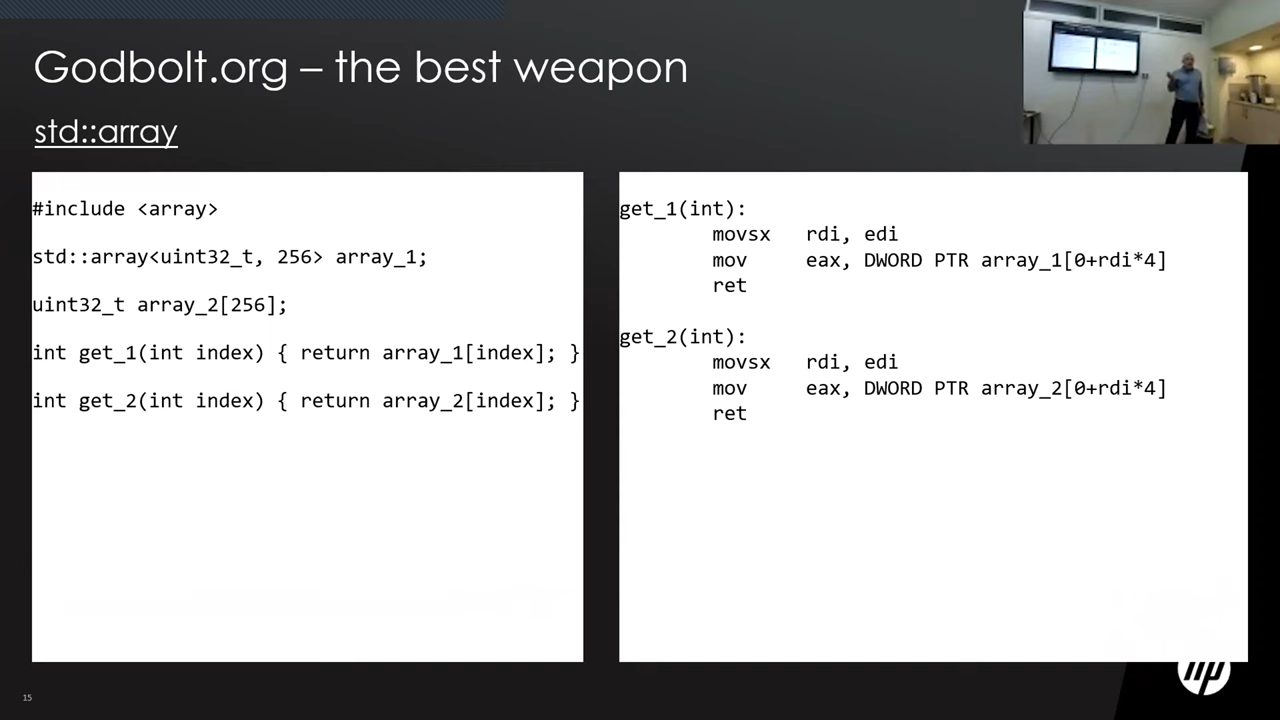 Godbolt.org – the best weapon
std::array
#include <array>
std::array<uint32_t, 256> array_1;
uint32_t array_2[256];
int get_1(int index) { return array_1[index]; }
int get_2(int index) { return array_2[index]; }
get_1(int):
movsx rdi, edi
mov eax, DWORD PTR array_1[0+rdi*4]
ret
get_2(int):
movsx rdi, edi
mov eax, DWORD PTR array_2[0+rdi*4]
ret
15
hp